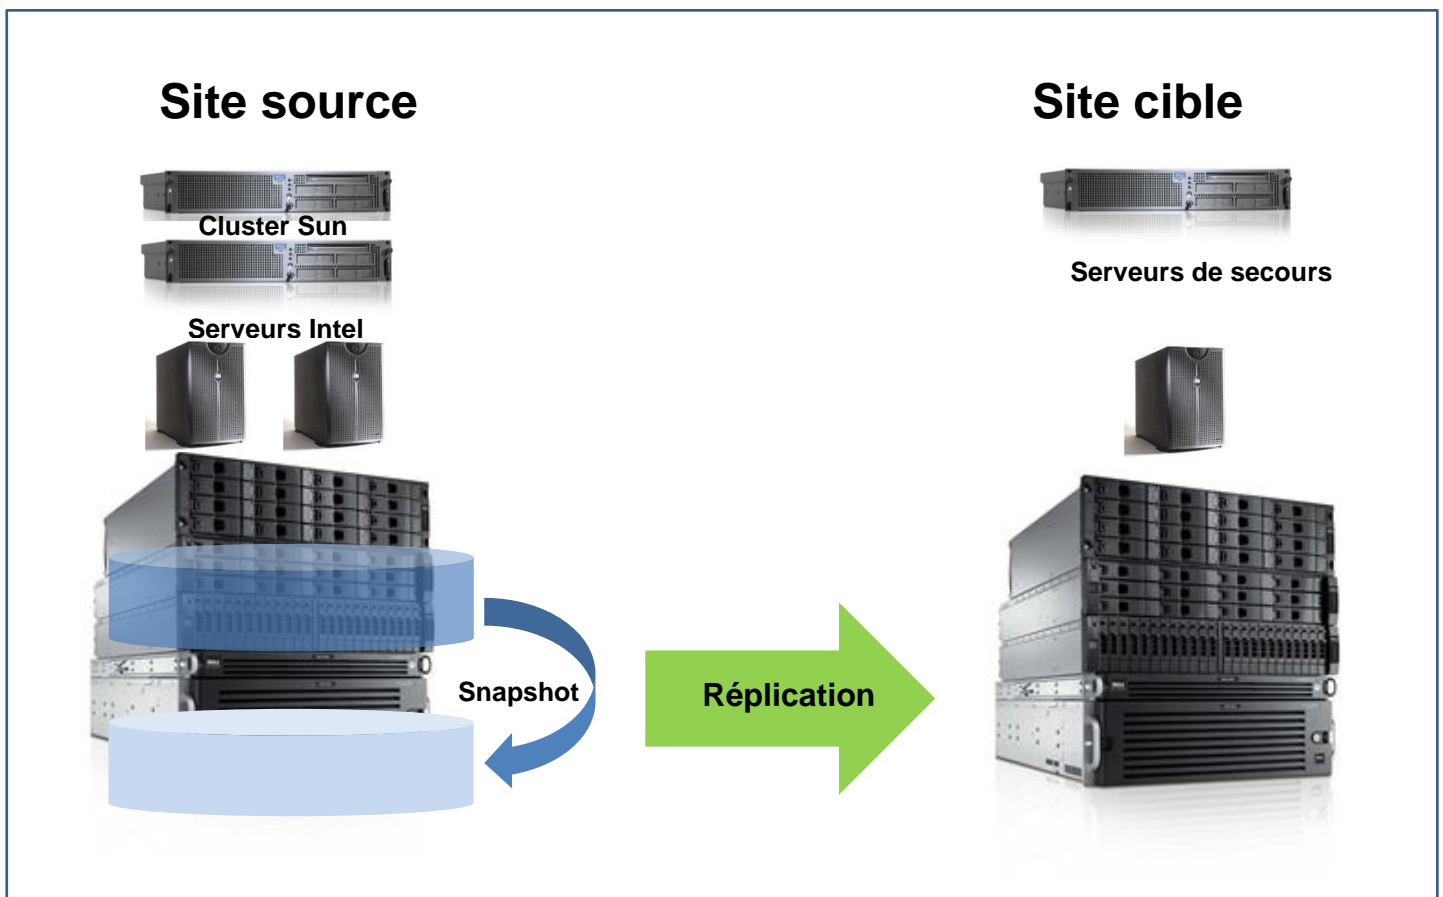 Site source
Site cible
Cluster Sun
Serveurs de secours
Serveurs Intel
Snapshot
Réplication